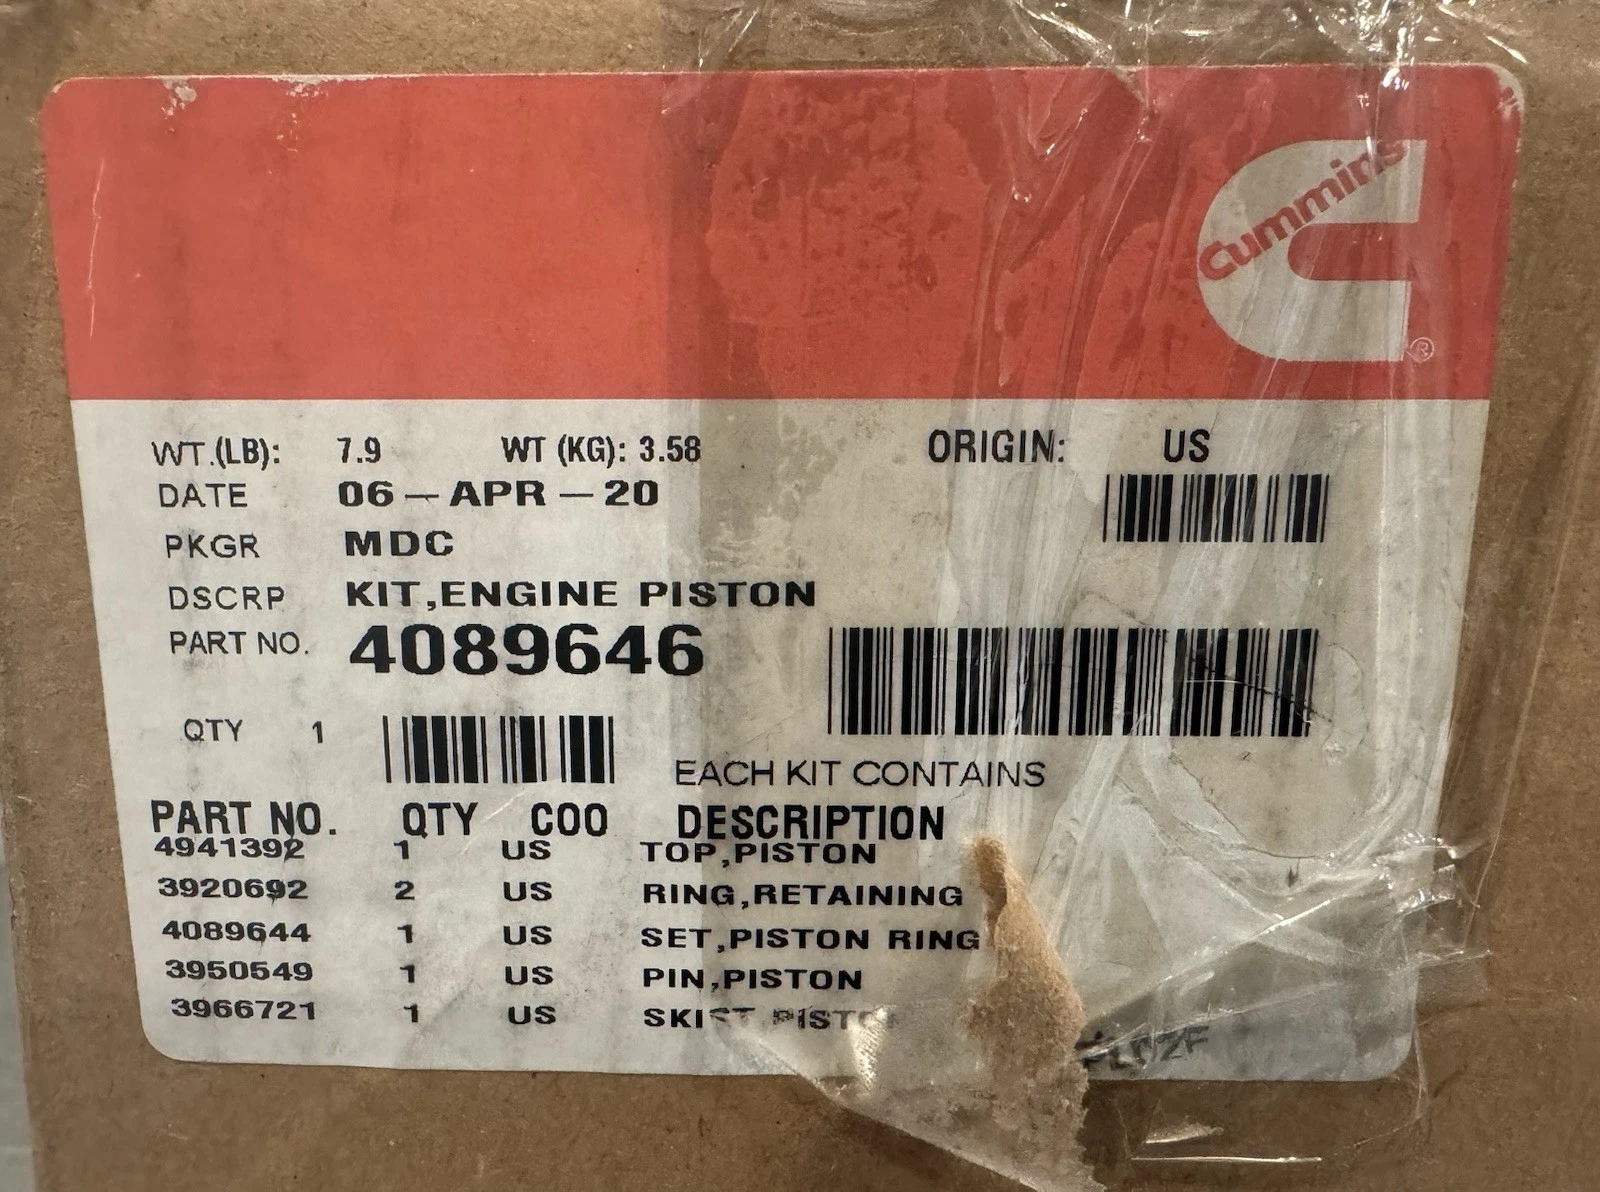 Cummins
®
WT.(LB): 7.9 WT (KG): 3.58 ORIGIN: US
DATE 06-APR-20
PKGR MDC
DSCRP KIT,ENGINE PISTON
PART NO. 4089646
QTY 1
EACH KIT CONTAINS
PART NO. QTY COO DESCRIPTION
4941392 1 US TOP,PISTON
3920692 2 US RING,RETAINING
4089644 1 US SET,PISTON RING
3950549 1 US PIN,PISTON
3966721 1 US